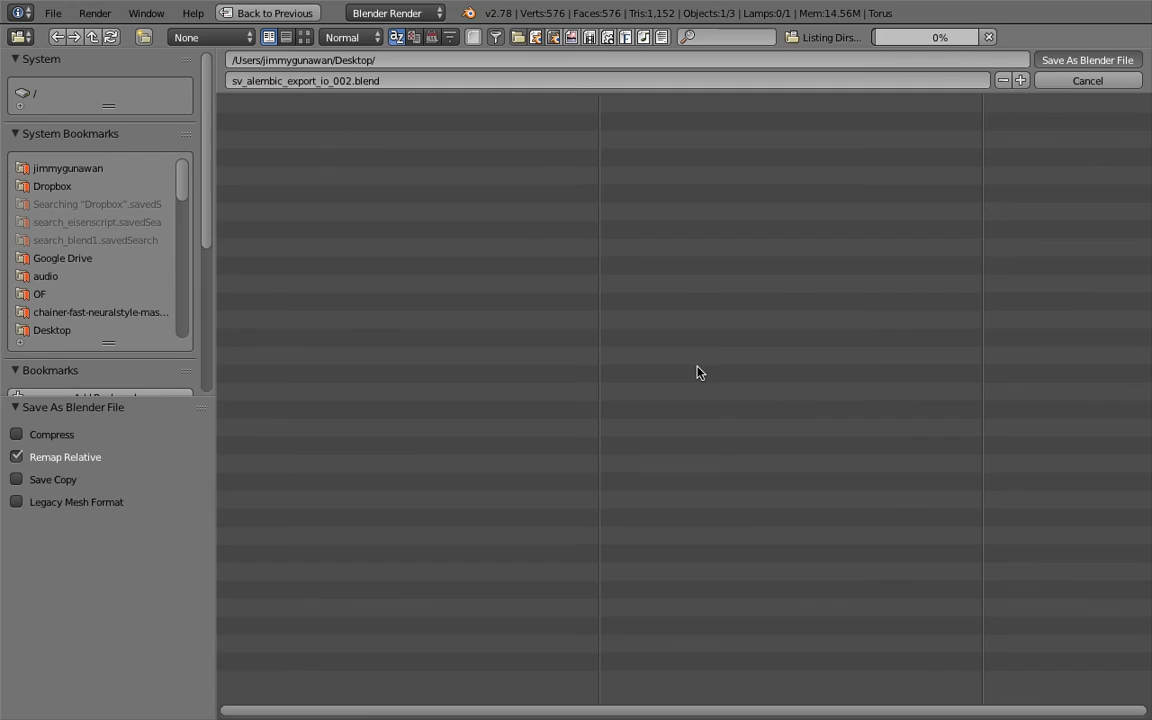 File Render Window Help Back to Previous Blender Render v2.78 | Verts:576 | Faces:576 | Tris:1,152 | Objects:1/3 | Lamps:0/1 | Mem:14.56M | Torus
None Normal Listing Dirs... 0%
System
/
System Bookmarks
jimmygunawan
Dropbox
Searching "Dropbox".savedS
search_eisenscript.savedSea
search_blend1.savedSearch
Google Drive
audio
OF
chainer-fast-neuralstyle-mas...
Desktop
Bookmarks
Save As Blender File
Compress
Remap Relative
Save Copy
Legacy Mesh Format
/Users/jimmygunawan/Desktop/
Save As Blender File
sv_alembic_export_io_002.blend
Cancel